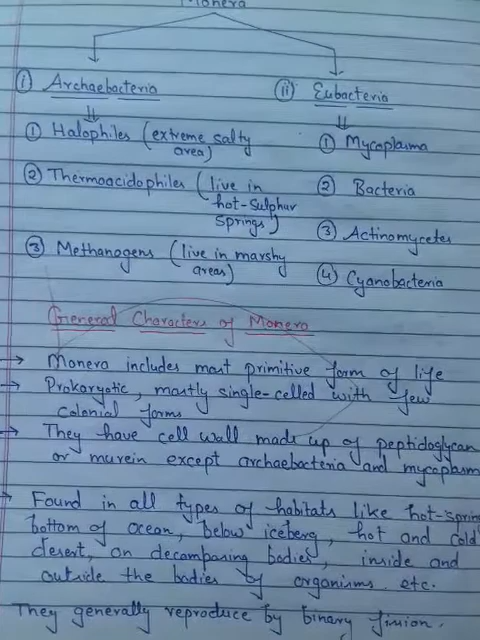 Monera
(i) Archaebacteria
(ii) Eubacteria
① Halophiles (extreme salty area)
② Thermoacidophiles (live in hot-sulphur springs)
③ Methanogens (live in marshy areas)
① Mycoplasma
② Bacteria
③ Actinomycetes
④ Cyanobacteria
General Characters of Monera
→ Monera includes most primitive form of life
→ Prokaryotic, mostly single-celled with few
colonial forms
→ They have cell wall made up of peptidoglycan
or murein except archaebacteria and mycoplasm
→ Found in all types of habitats like hot-spring
bottom of ocean, below iceberg, hot and cold
desert, on decomposing bodies, inside and
outside the bodies of organisms etc.
They generally reproduce by binary fission.